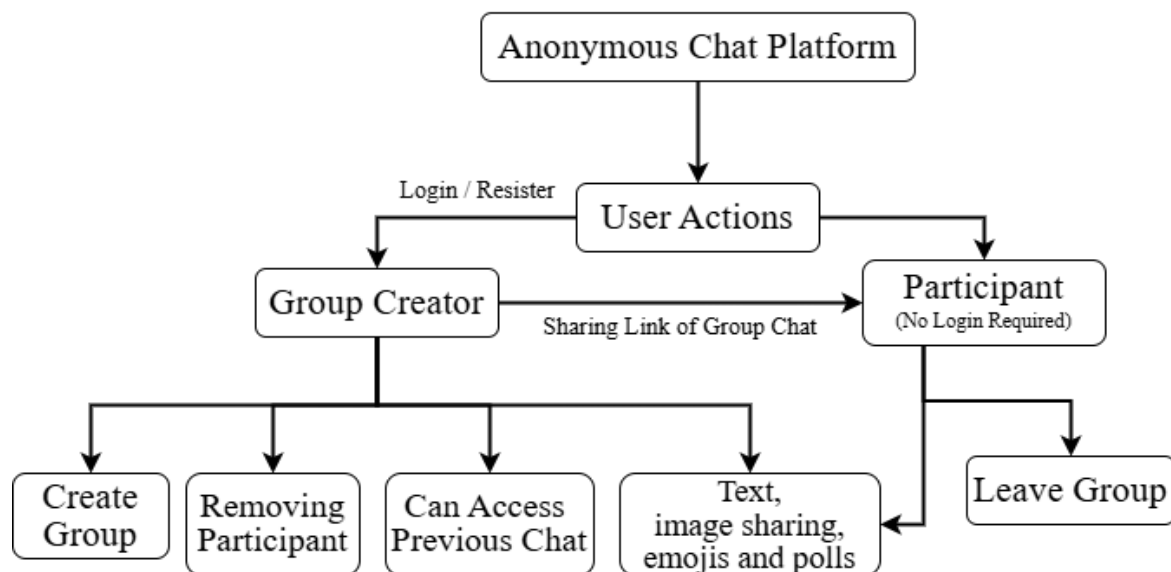 Anonymous Chat Platform
Login / Resister
User Actions
Group Creator
Sharing Link of Group Chat
Participant
(No Login Required)
Create
Group
Removing
Participant
Can Access
Previous Chat
Text,
image sharing,
emojis and polls
Leave Group